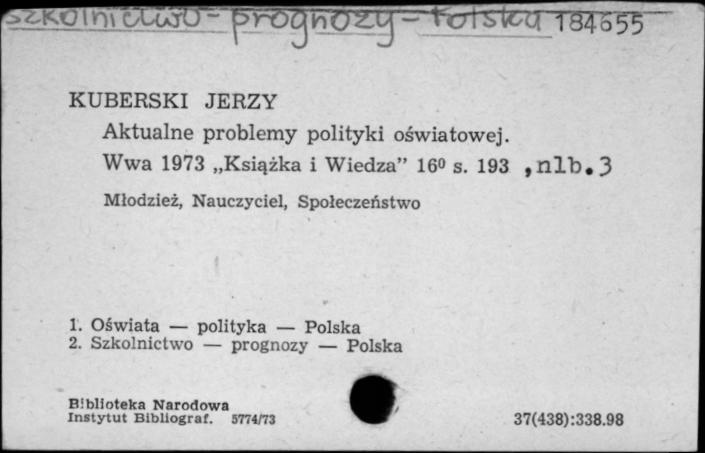 szkolnictwo - prognozy - Polska 184655
KUBERSKI JERZY
Aktualne problemy polityki oświatowej.
Wwa 1973 „Książka i Wiedza” 16⁰ s. 193 ,nlb.3
Młodzież, Nauczyciel, Społeczeństwo
1. Oświata — polityka — Polska
2. Szkolnictwo — prognozy — Polska
Biblioteka Narodowa
Instytut Bibliograf. 5774/73
37(438):338.98